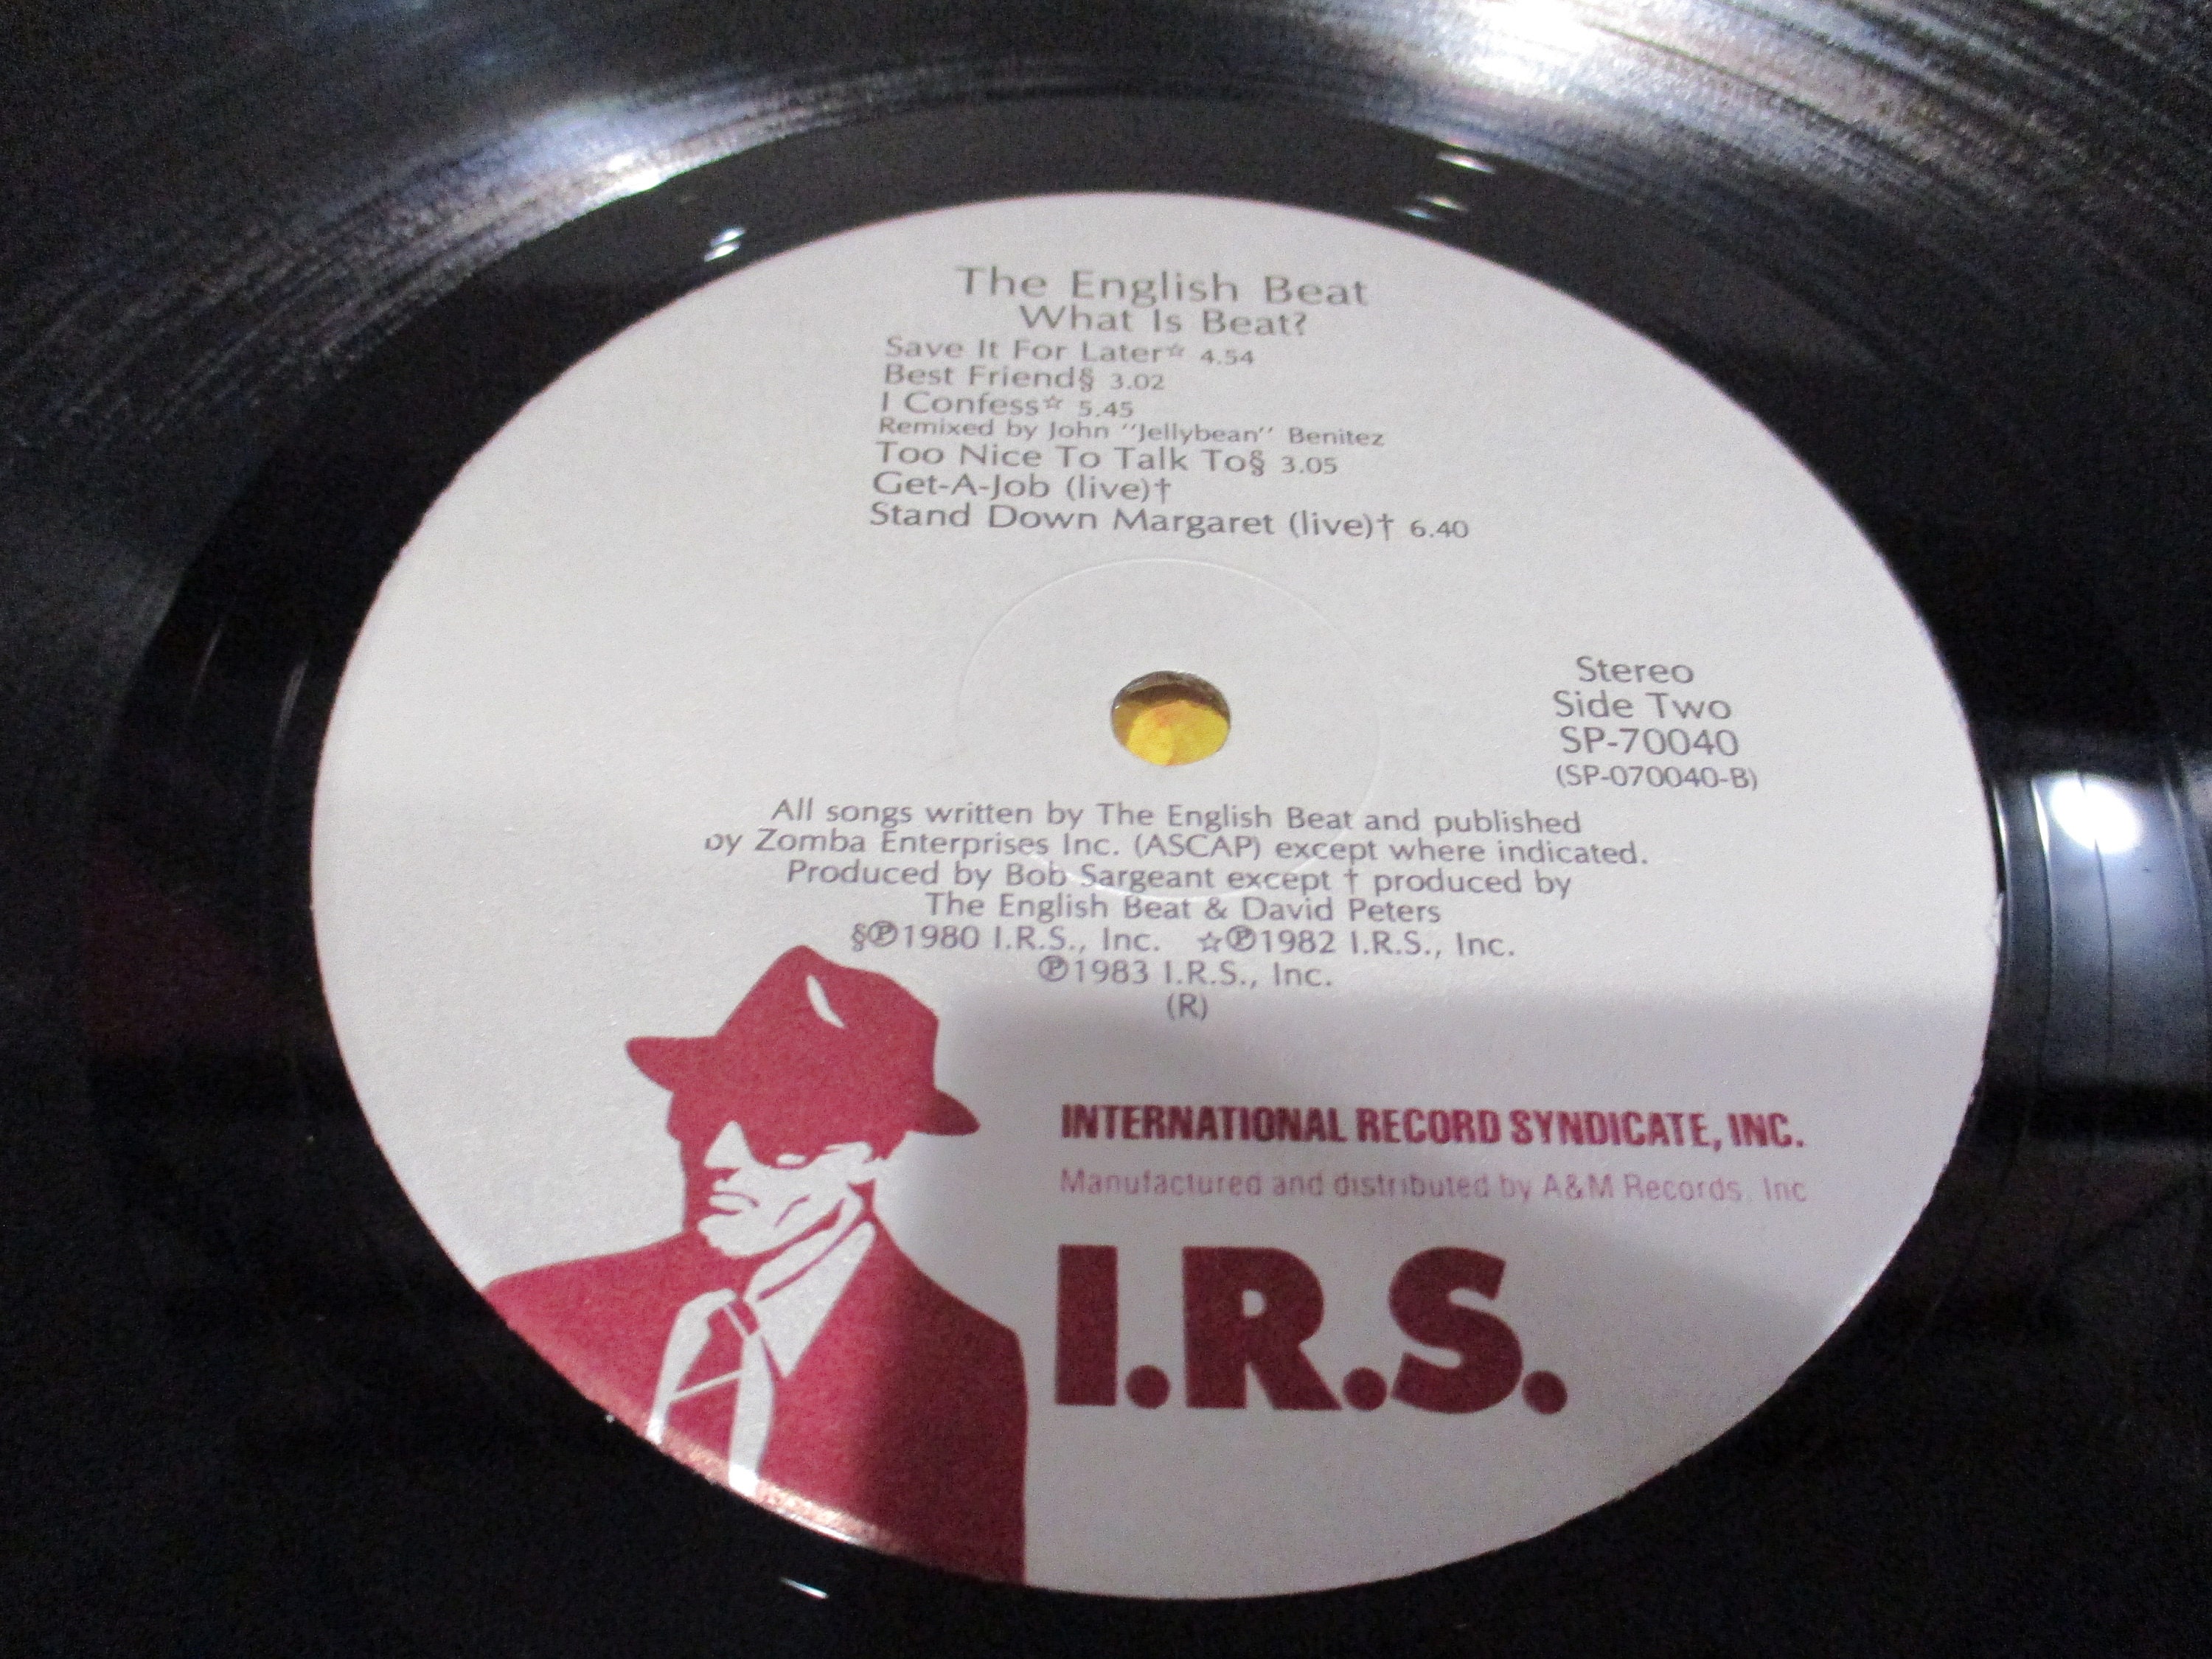 The English Beat
What Is Beat?
Save It For Later☆ 4.54
Best Friend§ 3.02
I Confess☆ 5.45
Remixed by John "Jellybean" Benitez
Too Nice To Talk To§ 3.05
Get-A-Job (live)†
Stand Down Margaret (live)† 6.40
Stereo
Side Two
SP-70040
(SP-070040-B)
All songs written by The English Beat and published
by Zomba Enterprises Inc. (ASCAP) except where indicated.
Produced by Bob Sargeant except † produced by
The English Beat & David Peters
§℗1980 I.R.S., Inc. ☆℗1982 I.R.S., Inc.
℗1983 I.R.S., Inc.
(R)
INTERNATIONAL RECORD SYNDICATE, INC.
Manufactured and distributed by A&M Records, Inc
I.R.S.